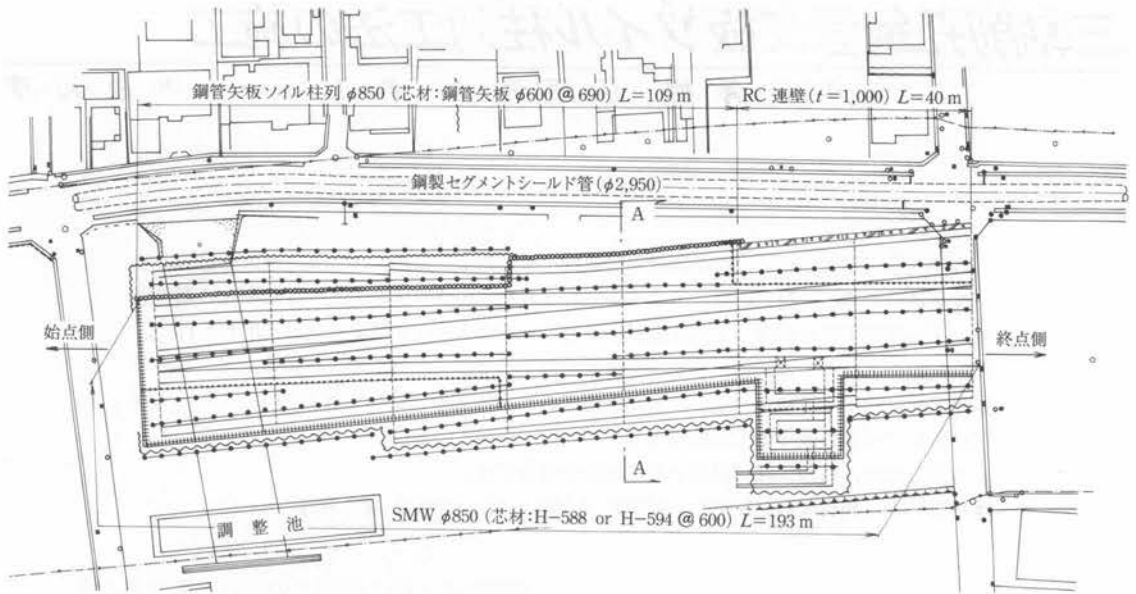 鋼管矢板ソイル柱列 φ850 (芯材:鋼管矢板 φ600 @ 690) L=109 m
RC 連壁(t=1,000) L=40 m
鋼製セグメントシールド管(φ2,950)
A
始点側
終点側
A
SMW φ850 (芯材:H-588 or H-594 @ 600) L=193 m
調整池